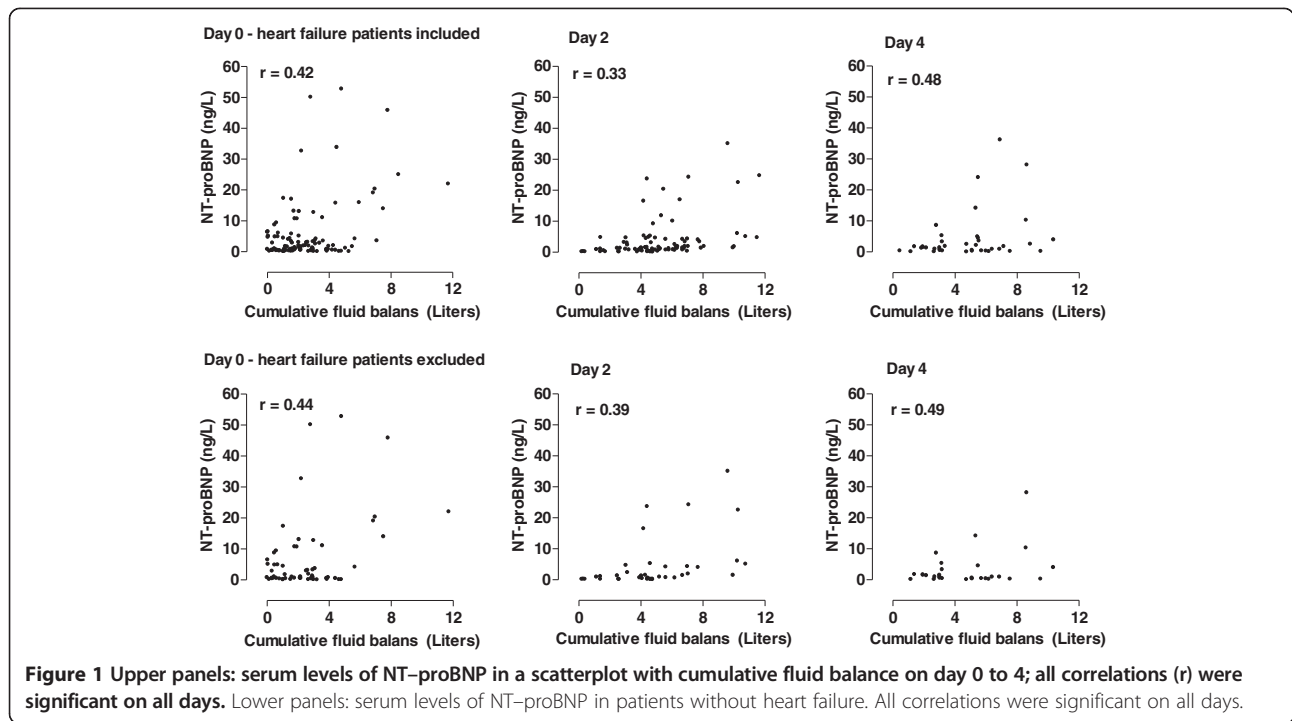 Day 0 - heart failure patients included
r = 0.42
NT-proBNP (ng/L)
60
50
40
30
20
10
0
0 4 8 12
Cumulative fluid balans (Liters)
Day 2
r = 0.33
NT-proBNP (ng/L)
60
50
40
30
20
10
0
0 4 8 12
Cumulative fluid balans (Liters)
Day 4
r = 0.48
NT-proBNP (ng/L)
60
50
40
30
20
10
0
0 4 8 12
Cumulative fluid balans (Liters)
Day 0 - heart failure patients excluded
r = 0.44
NT-proBNP (ng/L)
60
50
40
30
20
10
0
0 4 8 12
Cumulative fluid balans (Liters)
Day 2
r = 0.39
NT-proBNP (ng/L)
60
50
40
30
20
10
0
0 4 8 12
Cumulative fluid balans (Liters)
Day 4
r = 0.49
NT-proBNP (ng/L)
60
50
40
30
20
10
0
0 4 8 12
Cumulative fluid balans (Liters)
Figure 1 Upper panels: serum levels of NT–proBNP in a scatterplot with cumulative fluid balance on day 0 to 4; all correlations (r) were
significant on all days. Lower panels: serum levels of NT–proBNP in patients without heart failure. All correlations were significant on all days.